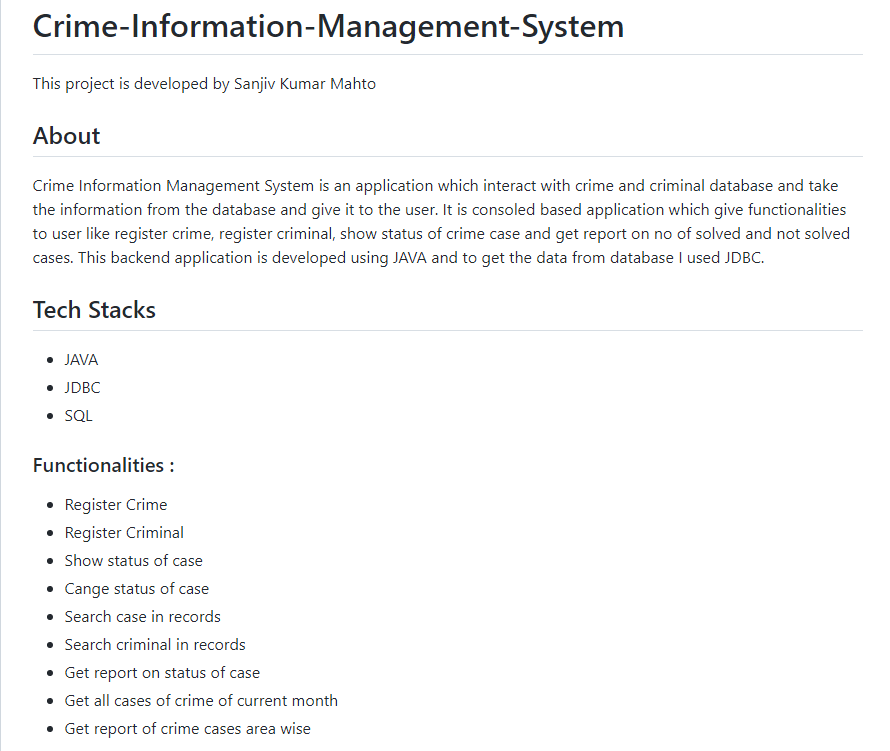 Crime-Information-Management-System
This project is developed by Sanjiv Kumar Mahto
About
Crime Information Management System is an application which interact with crime and criminal database and take
the information from the database and give it to the user. It is consoled based application which give functionalities
to user like register crime, register criminal, show status of crime case and get report on no of solved and not solved
cases. This backend application is developed using JAVA and to get the data from database I used JDBC.
Tech Stacks
JAVA
JDBC
SQL
Functionalities :
Register Crime
Register Criminal
Show status of case
Cange status of case
Search case in records
Search criminal in records
Get report on status of case
Get all cases of crime of current month
Get report of crime cases area wise